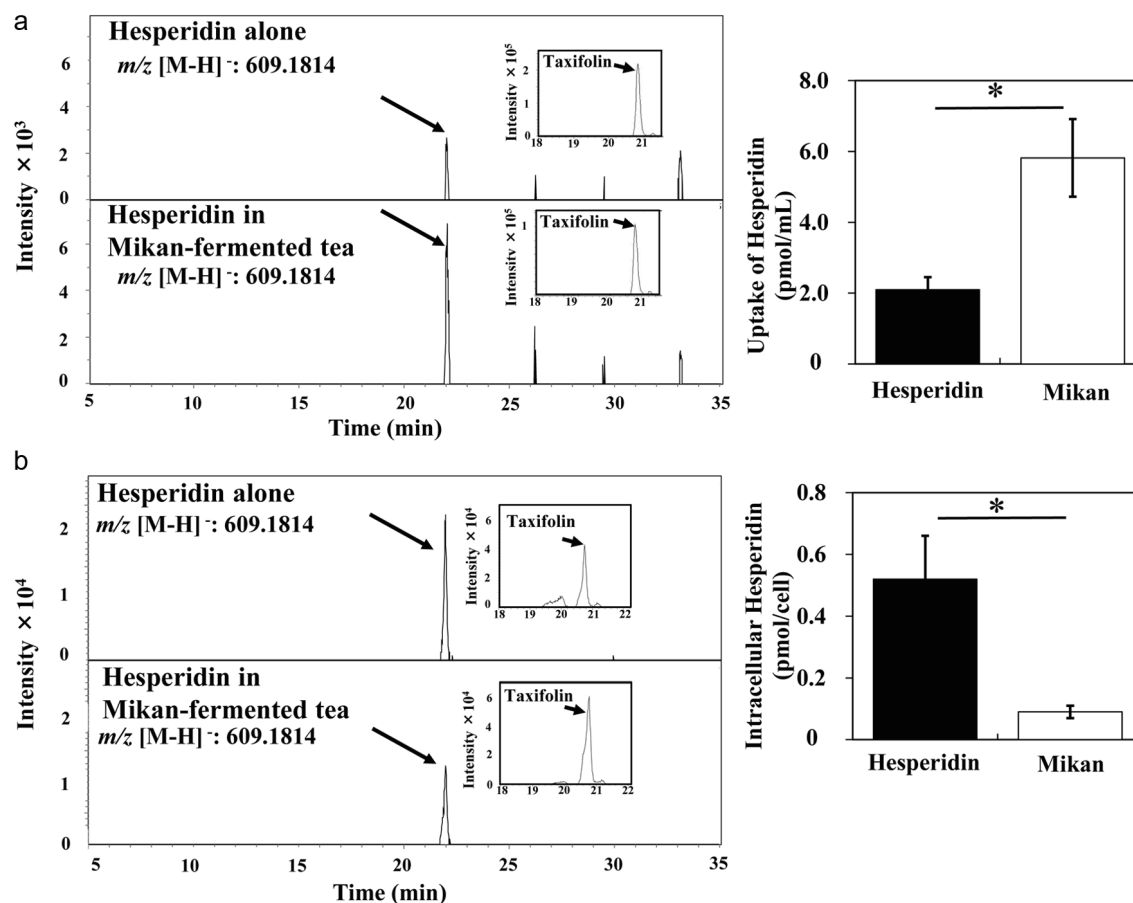 a
Hesperidin alone
m/z [M-H] -: 609.1814
Taxifolin
Intensity ×10⁵
2
1
0
18 19 20 21
Intensity ×10³
6
4
2
0
Hesperidin in
Mikan-fermented tea
m/z [M-H] -: 609.1814
Taxifolin
Intensity ×10⁵
1
18 19 20 21
6
4
2
0
5 10 15 20 25 30 35
Time (min)
Uptake of Hesperidin
(pmol/mL)
8.0
6.0
4.0
2.0
0
*
Hesperidin Mikan
b
Hesperidin alone
m/z [M-H] -: 609.1814
Taxifolin
Intensity ×10⁴
6
4
2
0
18 19 20 21 22
Intensity ×10⁴
2
1
0
Hesperidin in
Mikan-fermented tea
m/z [M-H] -: 609.1814
Taxifolin
Intensity ×10⁴
6
4
2
0
18 19 20 21 22
2
1
0
5 10 15 20 25 30 35
Time (min)
Intracellular Hesperidin
(pmol/cell)
0.8
0.6
0.4
0.2
0
*
Hesperidin Mikan